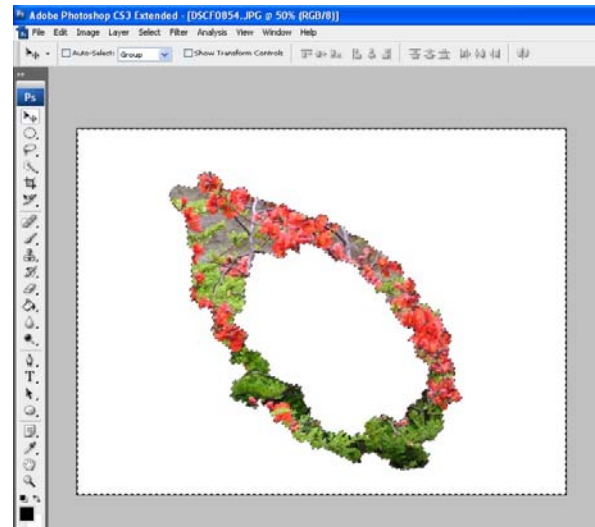 Adobe Photoshop CS3 Extended - [DSCF0854.JPG @ 50% (RGB/8)]
File Edit Image Layer Select Filter Analysis View Window Help
Auto-Select: Group Show Transform Controls
Ps
T